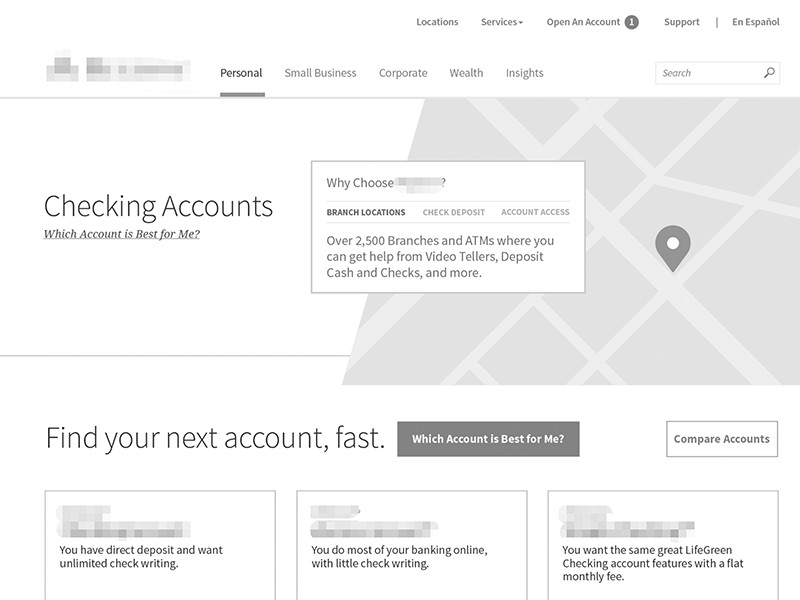 Locations Services Open An Account 1 Support | En Español
Personal Small Business Corporate Wealth Insights Search
Why Choose ?
Checking Accounts
Which Account is Best for Me?
BRANCH LOCATIONS CHECK DEPOSIT ACCOUNT ACCESS
Over 2,500 Branches and ATMs where you
can get help from Video Tellers, Deposit
Cash and Checks, and more.
Find your next account, fast. Which Account is Best for Me? Compare Accounts
You have direct deposit and want
unlimited check writing.
You do most of your banking online,
with little check writing.
You want the same great LifeGreen
Checking account features with a flat
monthly fee.